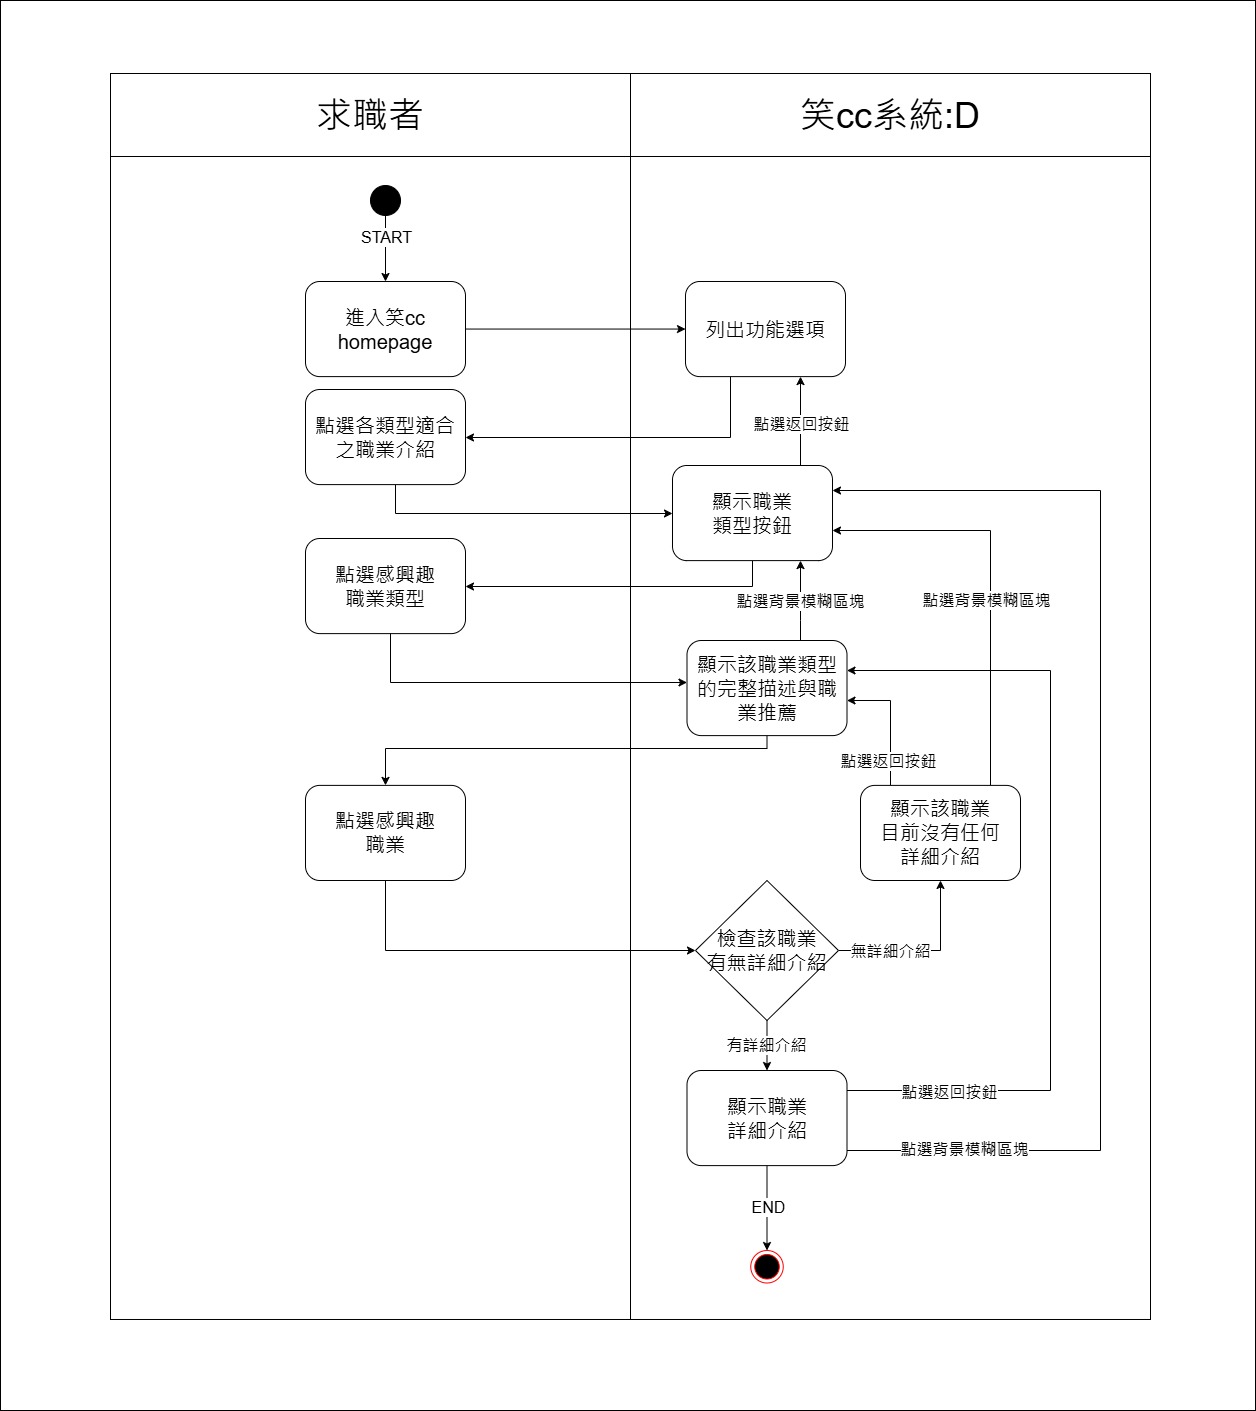 求職者
笑cc系統:D
START
進入笑cc
homepage
列出功能選項
點選各類型適合
之職業介紹
點選返回按鈕
顯示職業
類型按鈕
點選感興趣
職業類型
點選背景模糊區塊
點選背景模糊區塊
顯示該職業類型
的完整描述與職
業推薦
點選返回按鈕
點選感興趣
職業
顯示該職業
目前沒有任何
詳細介紹
檢查該職業
有無詳細介紹
無詳細介紹
有詳細介紹
顯示職業
詳細介紹
點選返回按鈕
點選背景模糊區塊
END